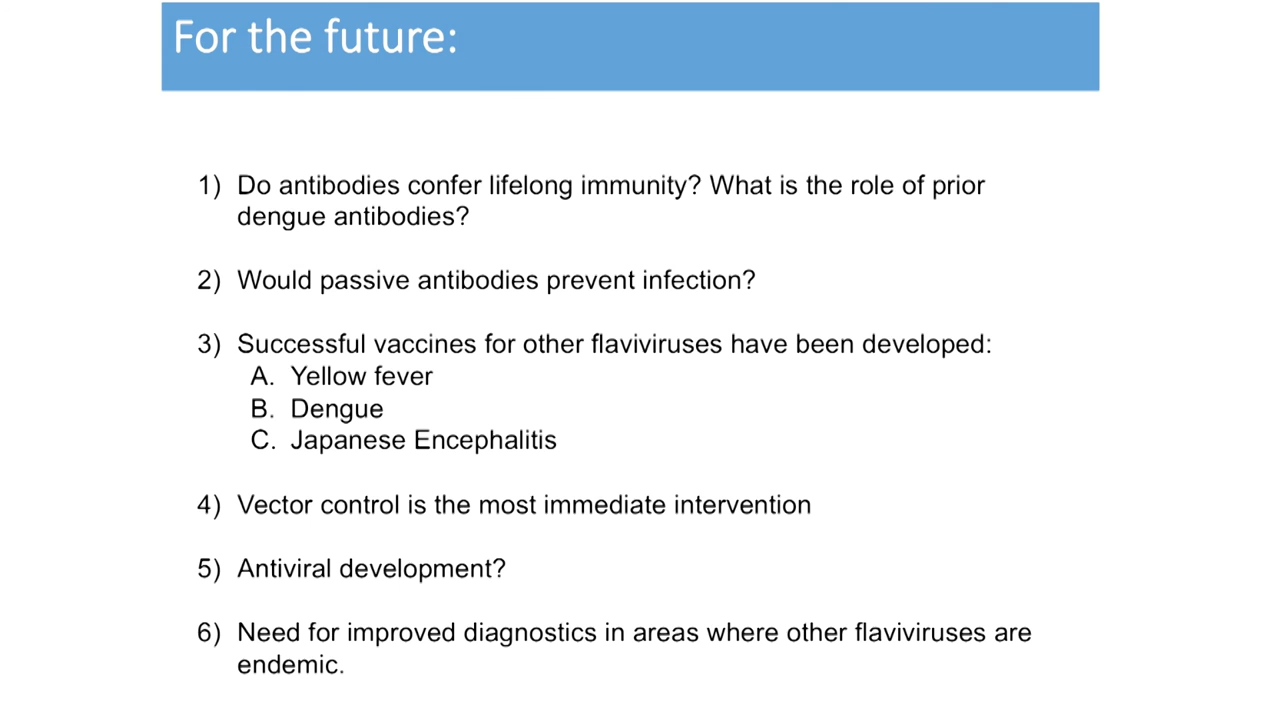 For the future:
1) Do antibodies confer lifelong immunity? What is the role of prior
dengue antibodies?
2) Would passive antibodies prevent infection?
3) Successful vaccines for other flaviviruses have been developed:
A. Yellow fever
B. Dengue
C. Japanese Encephalitis
4) Vector control is the most immediate intervention
5) Antiviral development?
6) Need for improved diagnostics in areas where other flaviviruses are
endemic.